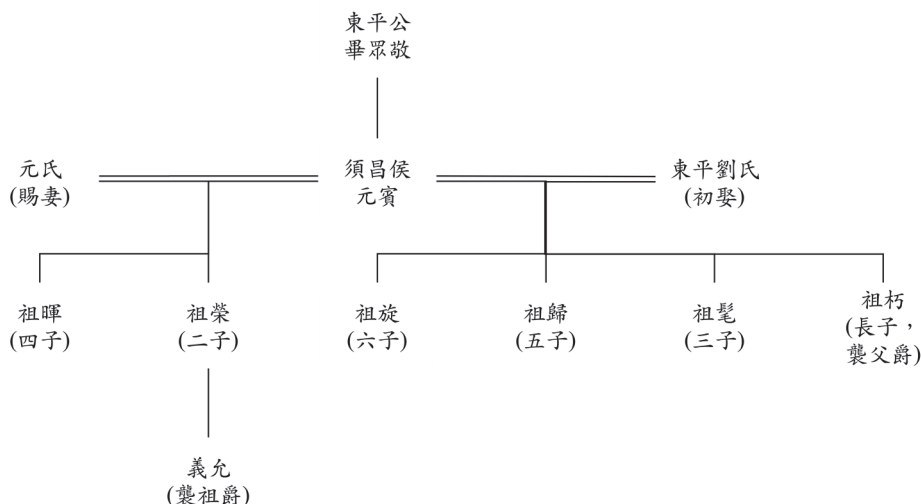 東平公
畢眾敬
元氏
(賜妻)
須昌侯
元賓
東平劉氏
(初娶)
祖暉
(四子)
祖榮
(二子)
祖旋
(六子)
祖歸
(五子)
祖髦
(三子)
祖朽
(長子，
襲父爵)
義允
(襲祖爵)